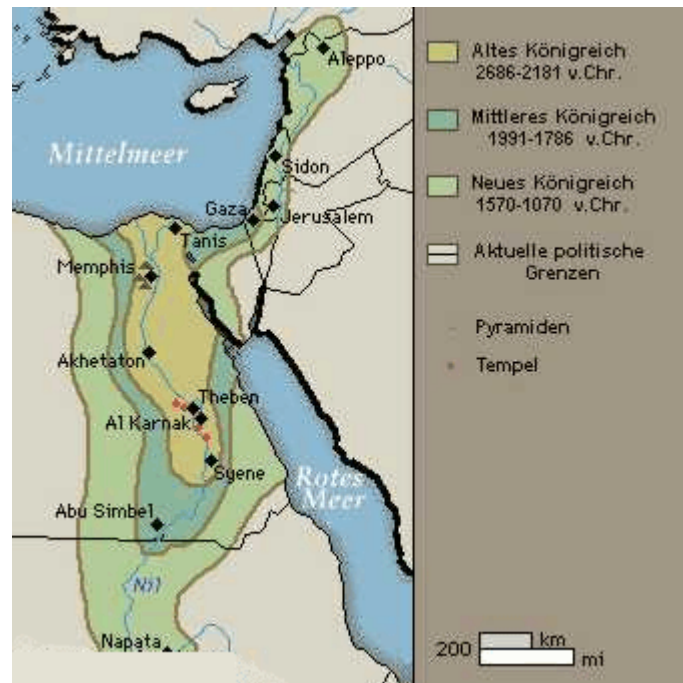 Aleppo
Mittelmeer
Sidon
Gaza
Jerusalem
Tanis
Memphis
Akhetaton
Theben
Al Karnak
Syene
Rotes
Meer
Abu Simbel
Nil
Napata
Altes Königreich
2686-2181 v.Chr.
Mittleres Königreich
1991-1786 v.Chr.
Neues Königreich
1570-1070 v.Chr.
Aktuelle politische
Grenzen
Pyramiden
Tempel
200 km
mi